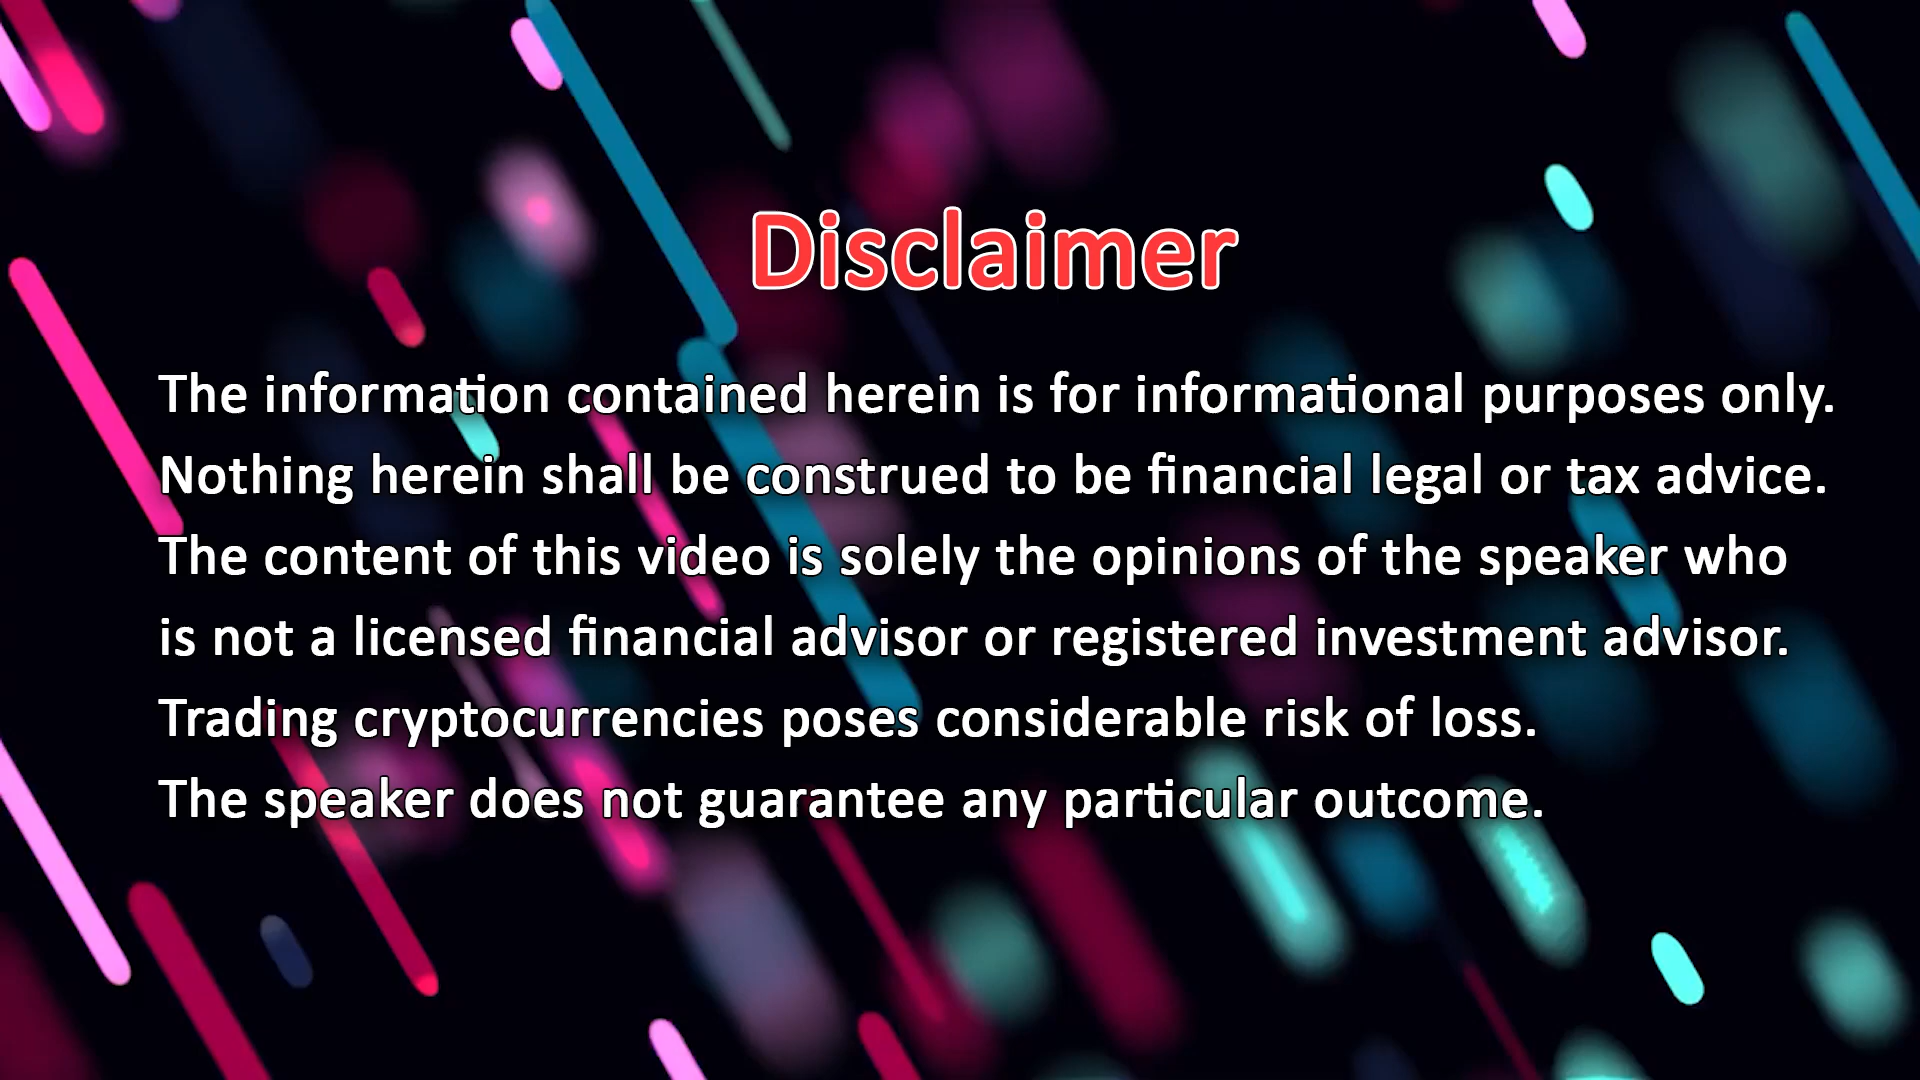 Disclaimer
The information contained herein is for informational purposes only.
Nothing herein shall be construed to be financial legal or tax advice.
The content of this video is solely the opinions of the speaker who
is not a licensed financial advisor or registered investment advisor.
Trading cryptocurrencies poses considerable risk of loss.
The speaker does not guarantee any particular outcome.